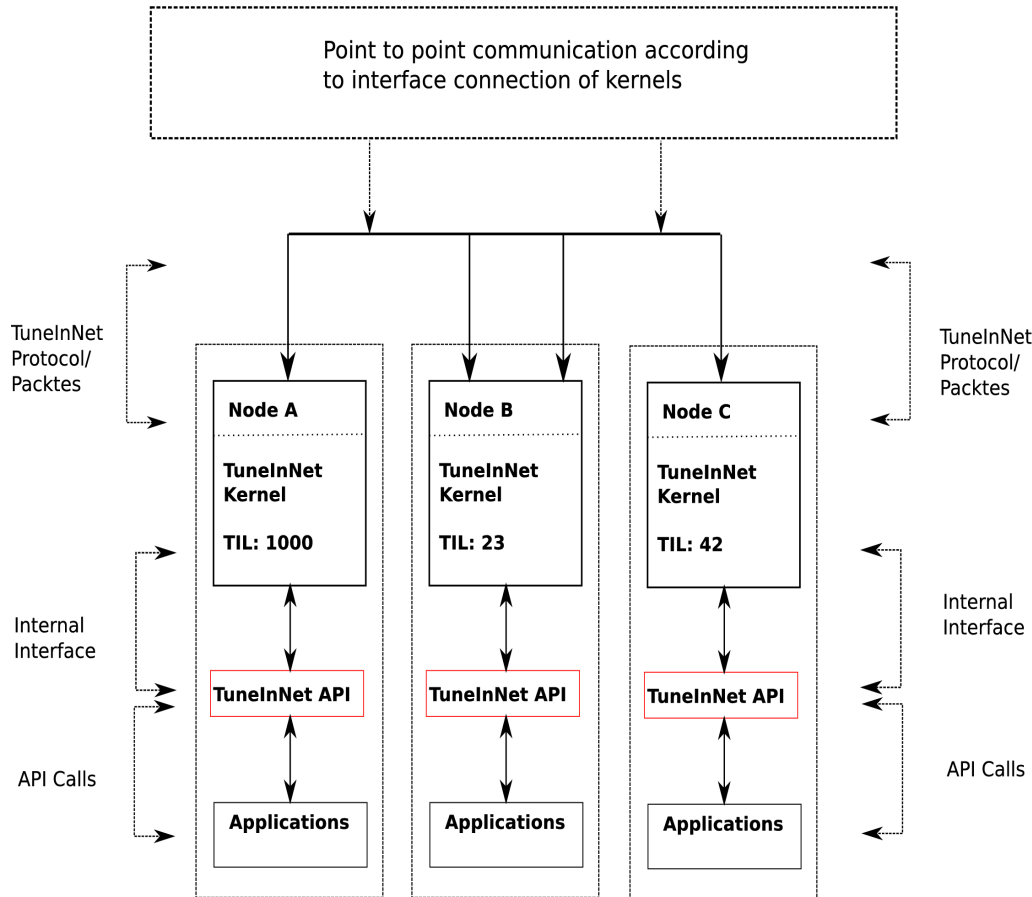 Point to point communication according
to interface connection of kernels
TuneInNet
Protocol/
Packtes
TuneInNet
Protocol/
Packtes
Node A
TuneInNet
Kernel
TIL: 1000
Node B
TuneInNet
Kernel
TIL: 23
Node C
TuneInNet
Kernel
TIL: 42
Internal
Interface
Internal
Interface
TuneInNet API
TuneInNet API
TuneInNet API
API Calls
API Calls
Applications
Applications
Applications